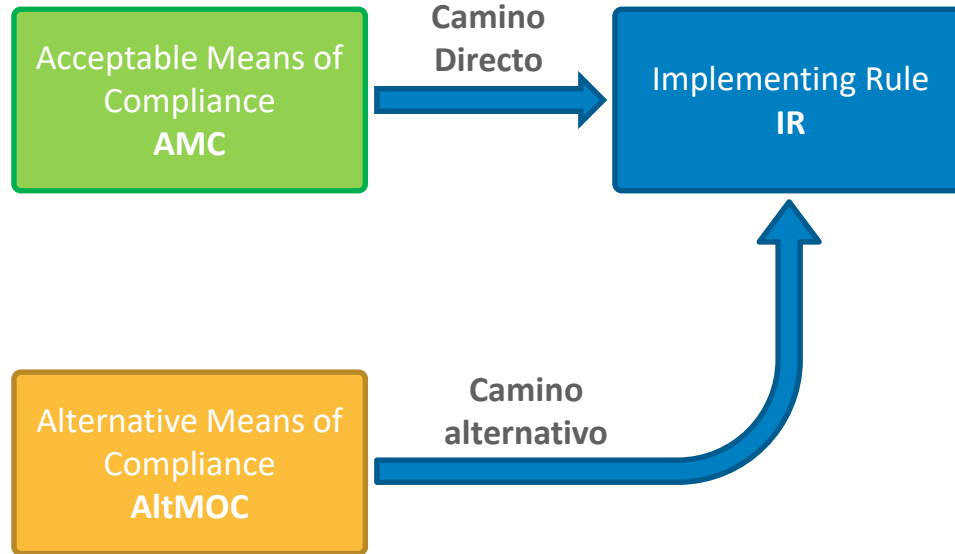 Acceptable Means of
Compliance
AMC
Camino
Directo
Implementing Rule
IR
Alternative Means of
Compliance
AltMOC
Camino
alternativo